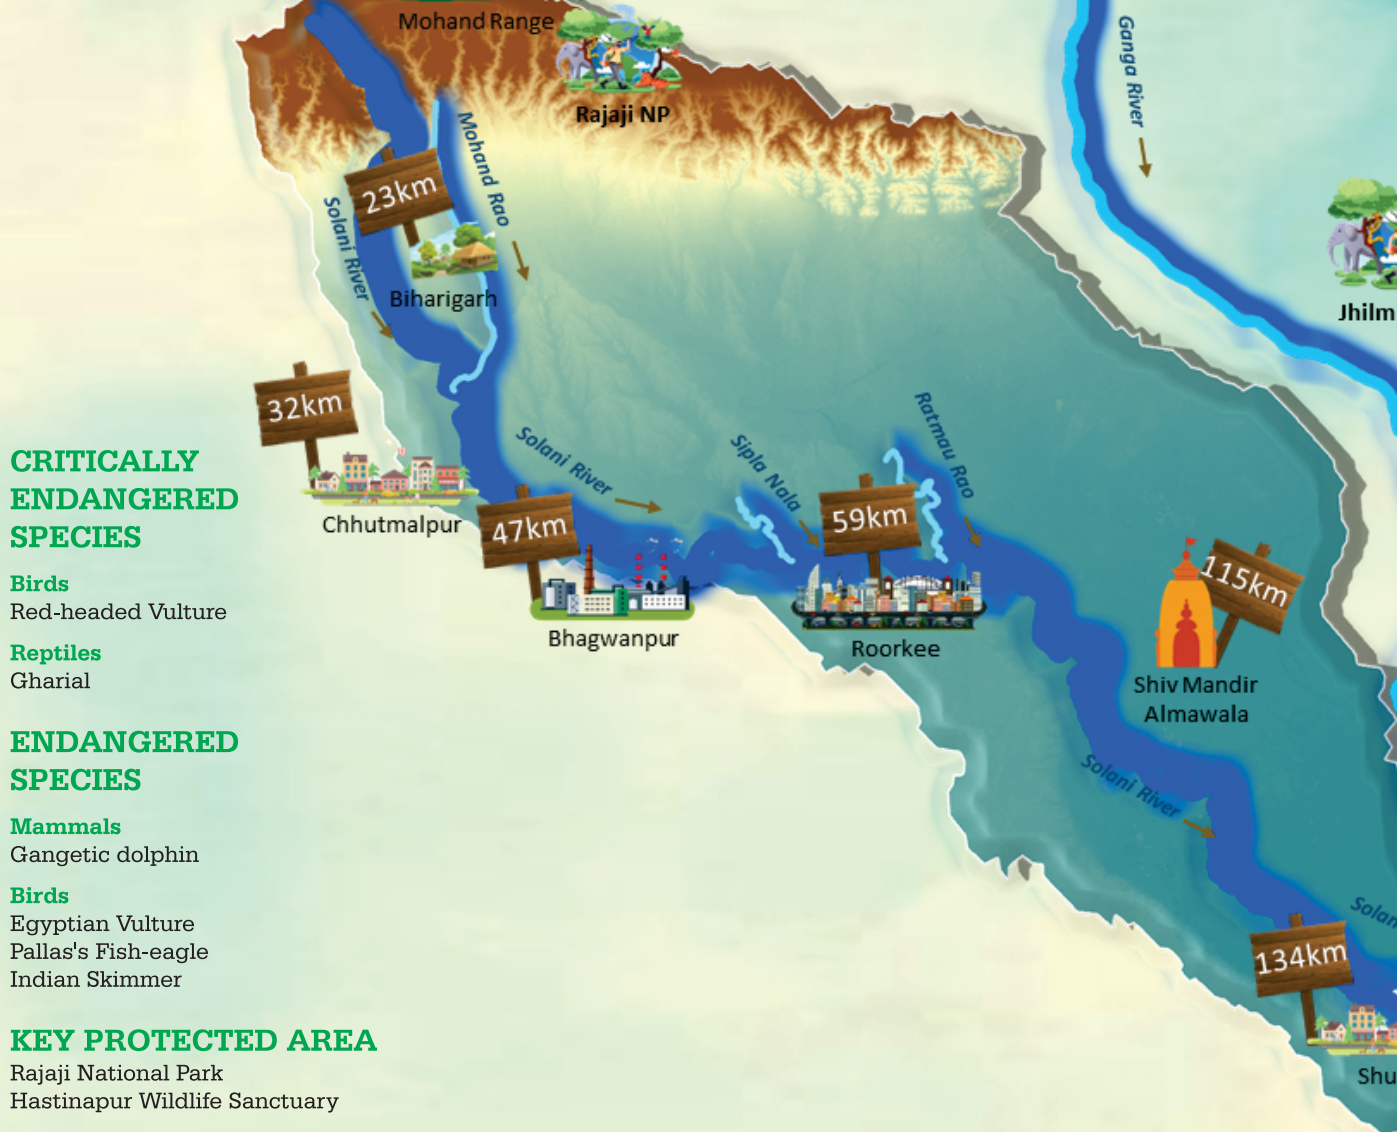 Mohand Range
Rajaji NP
Ganga River
Mohand Rao
23km
Solani River
Biharigarh
Jhilm
32km
Chhutmalpur
Solani River
47km
Bhagwanpur
Sipla Nala
Ratmau Rao
59km
Roorkee
115km
Shiv Mandir
Almawala
Solani River
Solan
134km
Shu
CRITICALLY
ENDANGERED
SPECIES
Birds
Red-headed Vulture
Reptiles
Gharial
ENDANGERED
SPECIES
Mammals
Gangetic dolphin
Birds
Egyptian Vulture
Pallas's Fish-eagle
Indian Skimmer
KEY PROTECTED AREA
Rajaji National Park
Hastinapur Wildlife Sanctuary